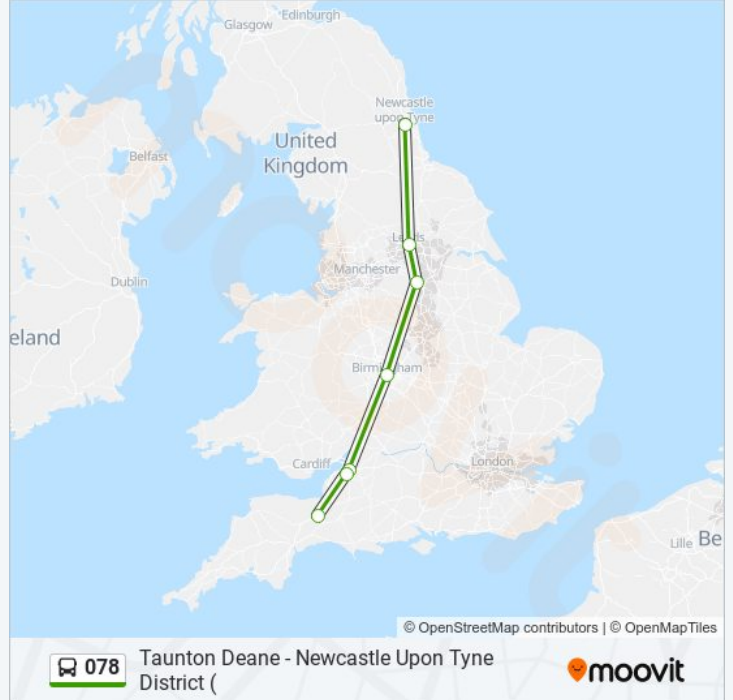 Edinburgh
Glasgow
Newcastle
upon Tyne
United
Kingdom
Belfast
Leeds
Manchester
Dublin
eland
Birmingham
Cardiff
London
Lille
Be
© OpenStreetMap contributors | © OpenMapTiles
078
Taunton Deane - Newcastle Upon Tyne
District (
moovit